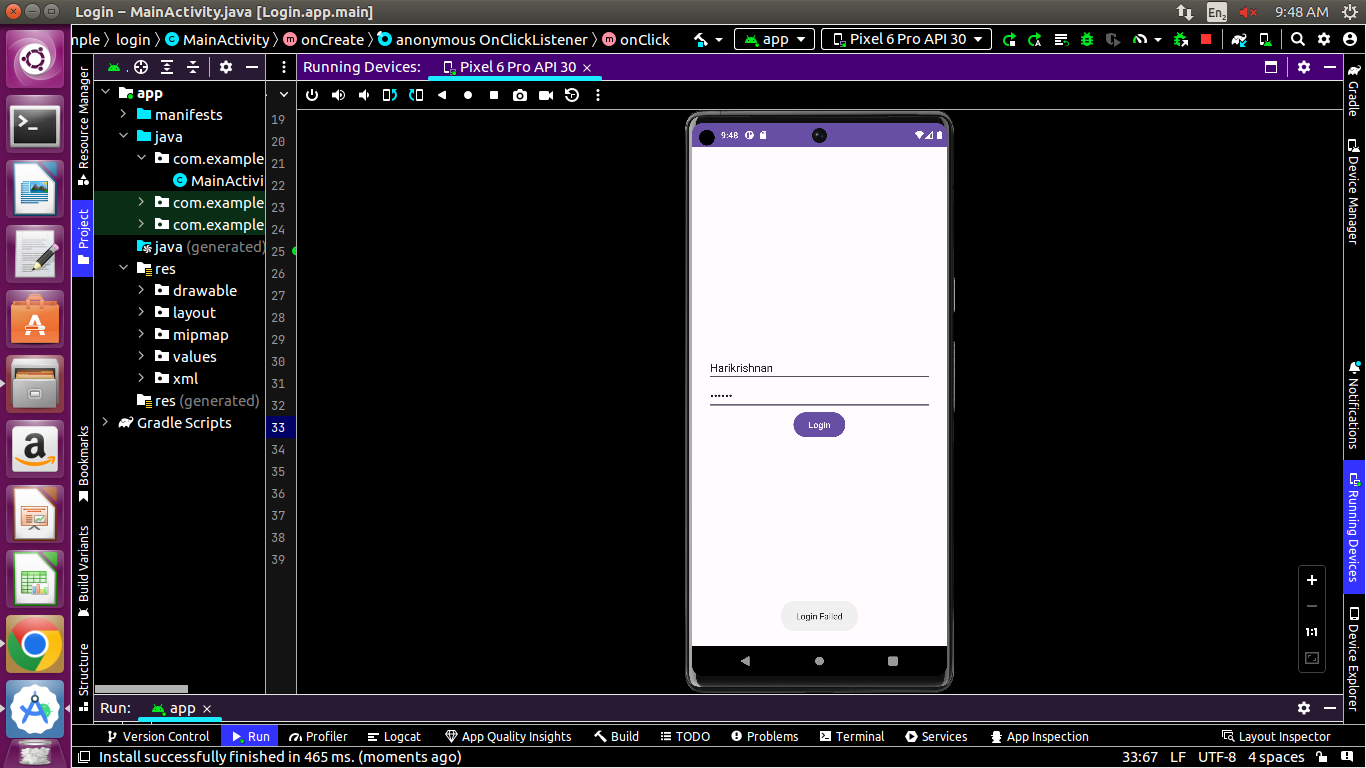 Login – MainActivity.java [Login.app.main]
En2
9:48 AM
mple
login
MainActivity
onCreate
anonymous OnClickListener
onClick
app
Pixel 6 Pro API 30
Running Devices:
Pixel 6 Pro API 30
Resource Manager
Project
Bookmarks
Build Variants
Structure
app
manifests
java
com.example
MainActivi
com.example
com.example
java (generated)
res
drawable
layout
mipmap
values
xml
res (generated)
Gradle Scripts
19
20
21
22
23
24
25
26
27
28
29
30
31
32
33
34
35
36
37
38
39
9:48
Harikrishnan
••••••
Login
Login Failed
1:1
Gradle
Device Manager
Notifications
Running Devices
Device Explorer
Run:
app
Version Control
Run
Profiler
Logcat
App Quality Insights
Build
TODO
Problems
Terminal
Services
App Inspection
Layout Inspector
Install successfully finished in 465 ms. (moments ago)
33:67
LF
UTF-8
4 spaces